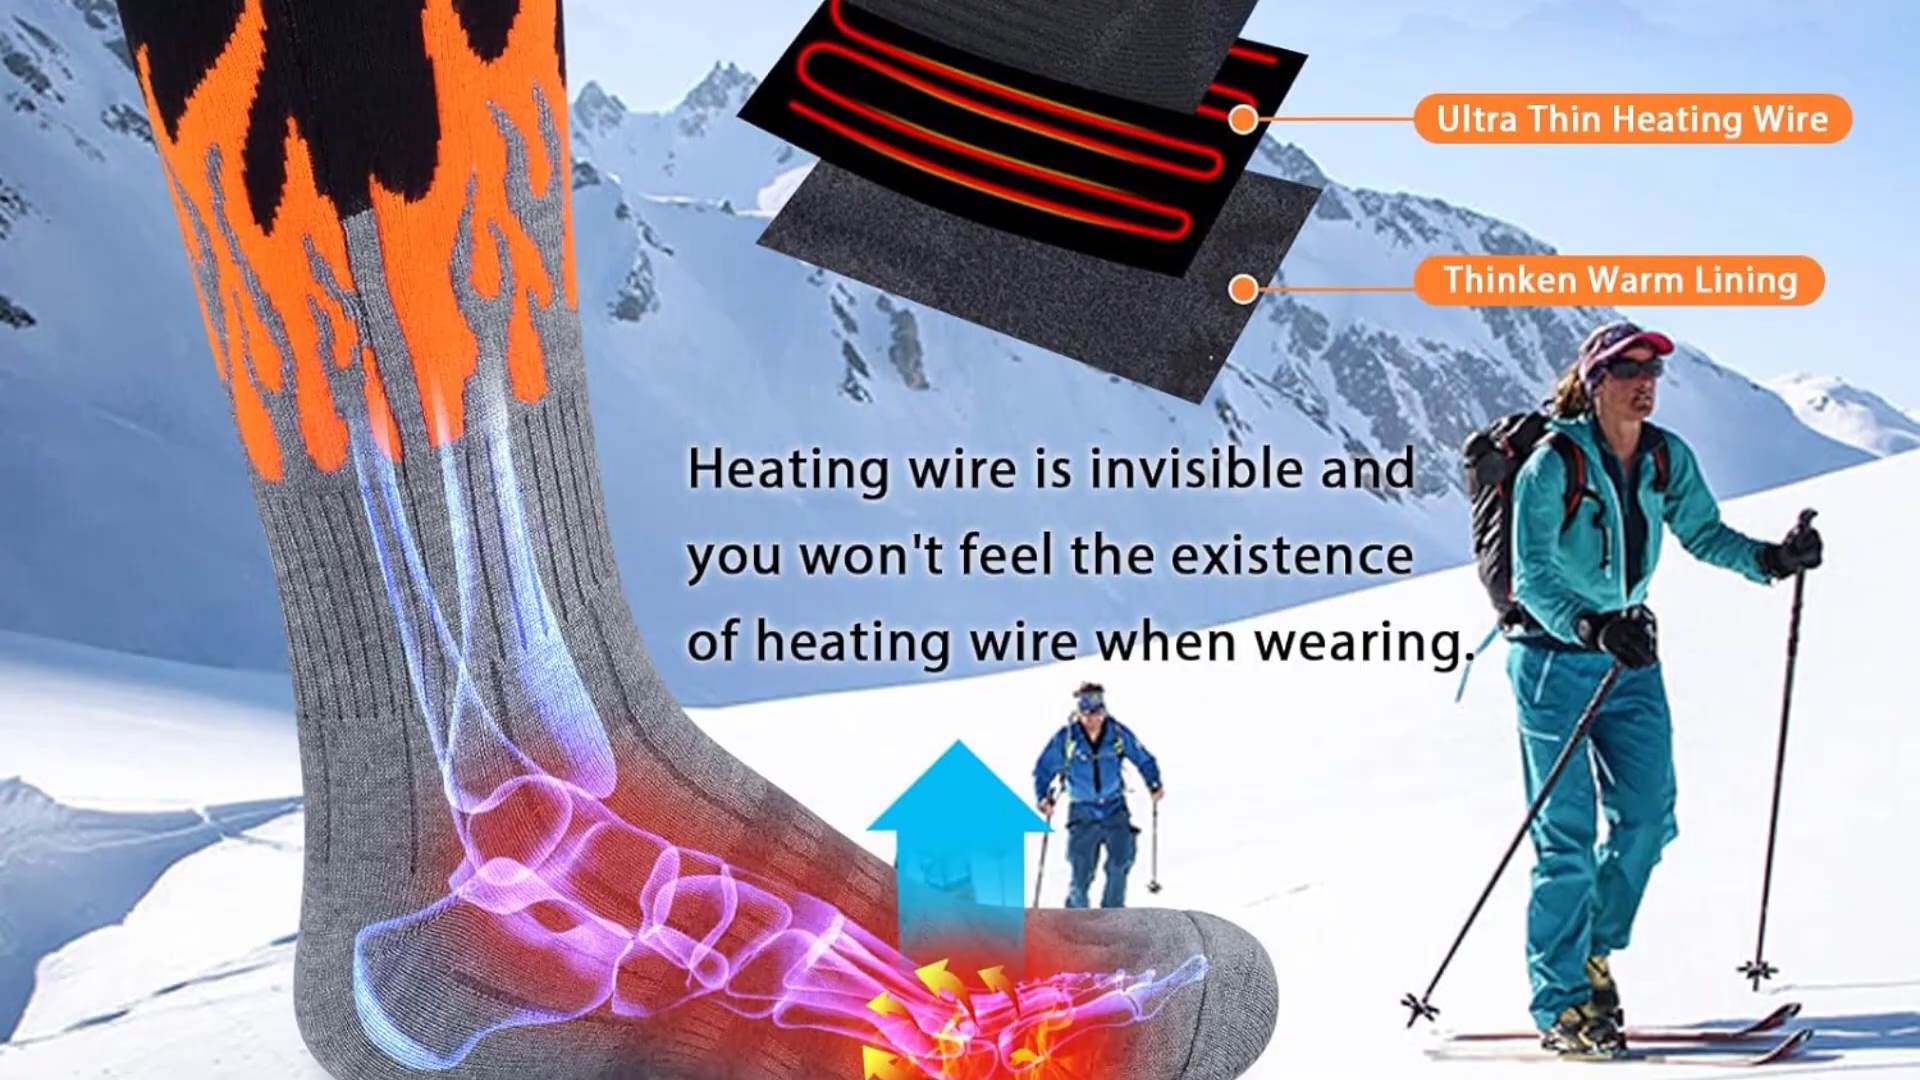 Ultra Thin Heating Wire
Thinken Warm Lining
Heating wire is invisible and
you won't feel the existence
of heating wire when wearing.